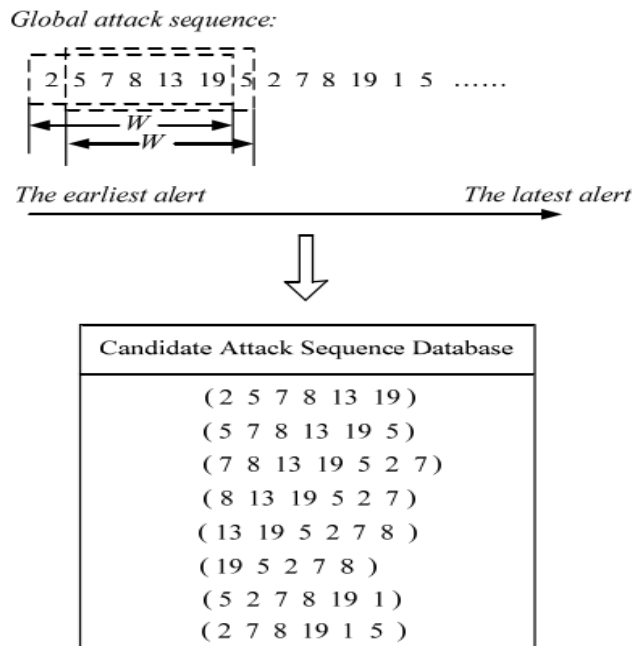 Global attack sequence:
2 5 7 8 13 19 5 2 7 8 19 1 5 ......
W
W
The earliest alert The latest alert
Candidate Attack Sequence Database
( 2 5 7 8 13 19 )
( 5 7 8 13 19 5 )
( 7 8 13 19 5 2 7 )
( 8 13 19 5 2 7 )
( 13 19 5 2 7 8 )
( 19 5 2 7 8 )
( 5 2 7 8 19 1 )
( 2 7 8 19 1 5 )